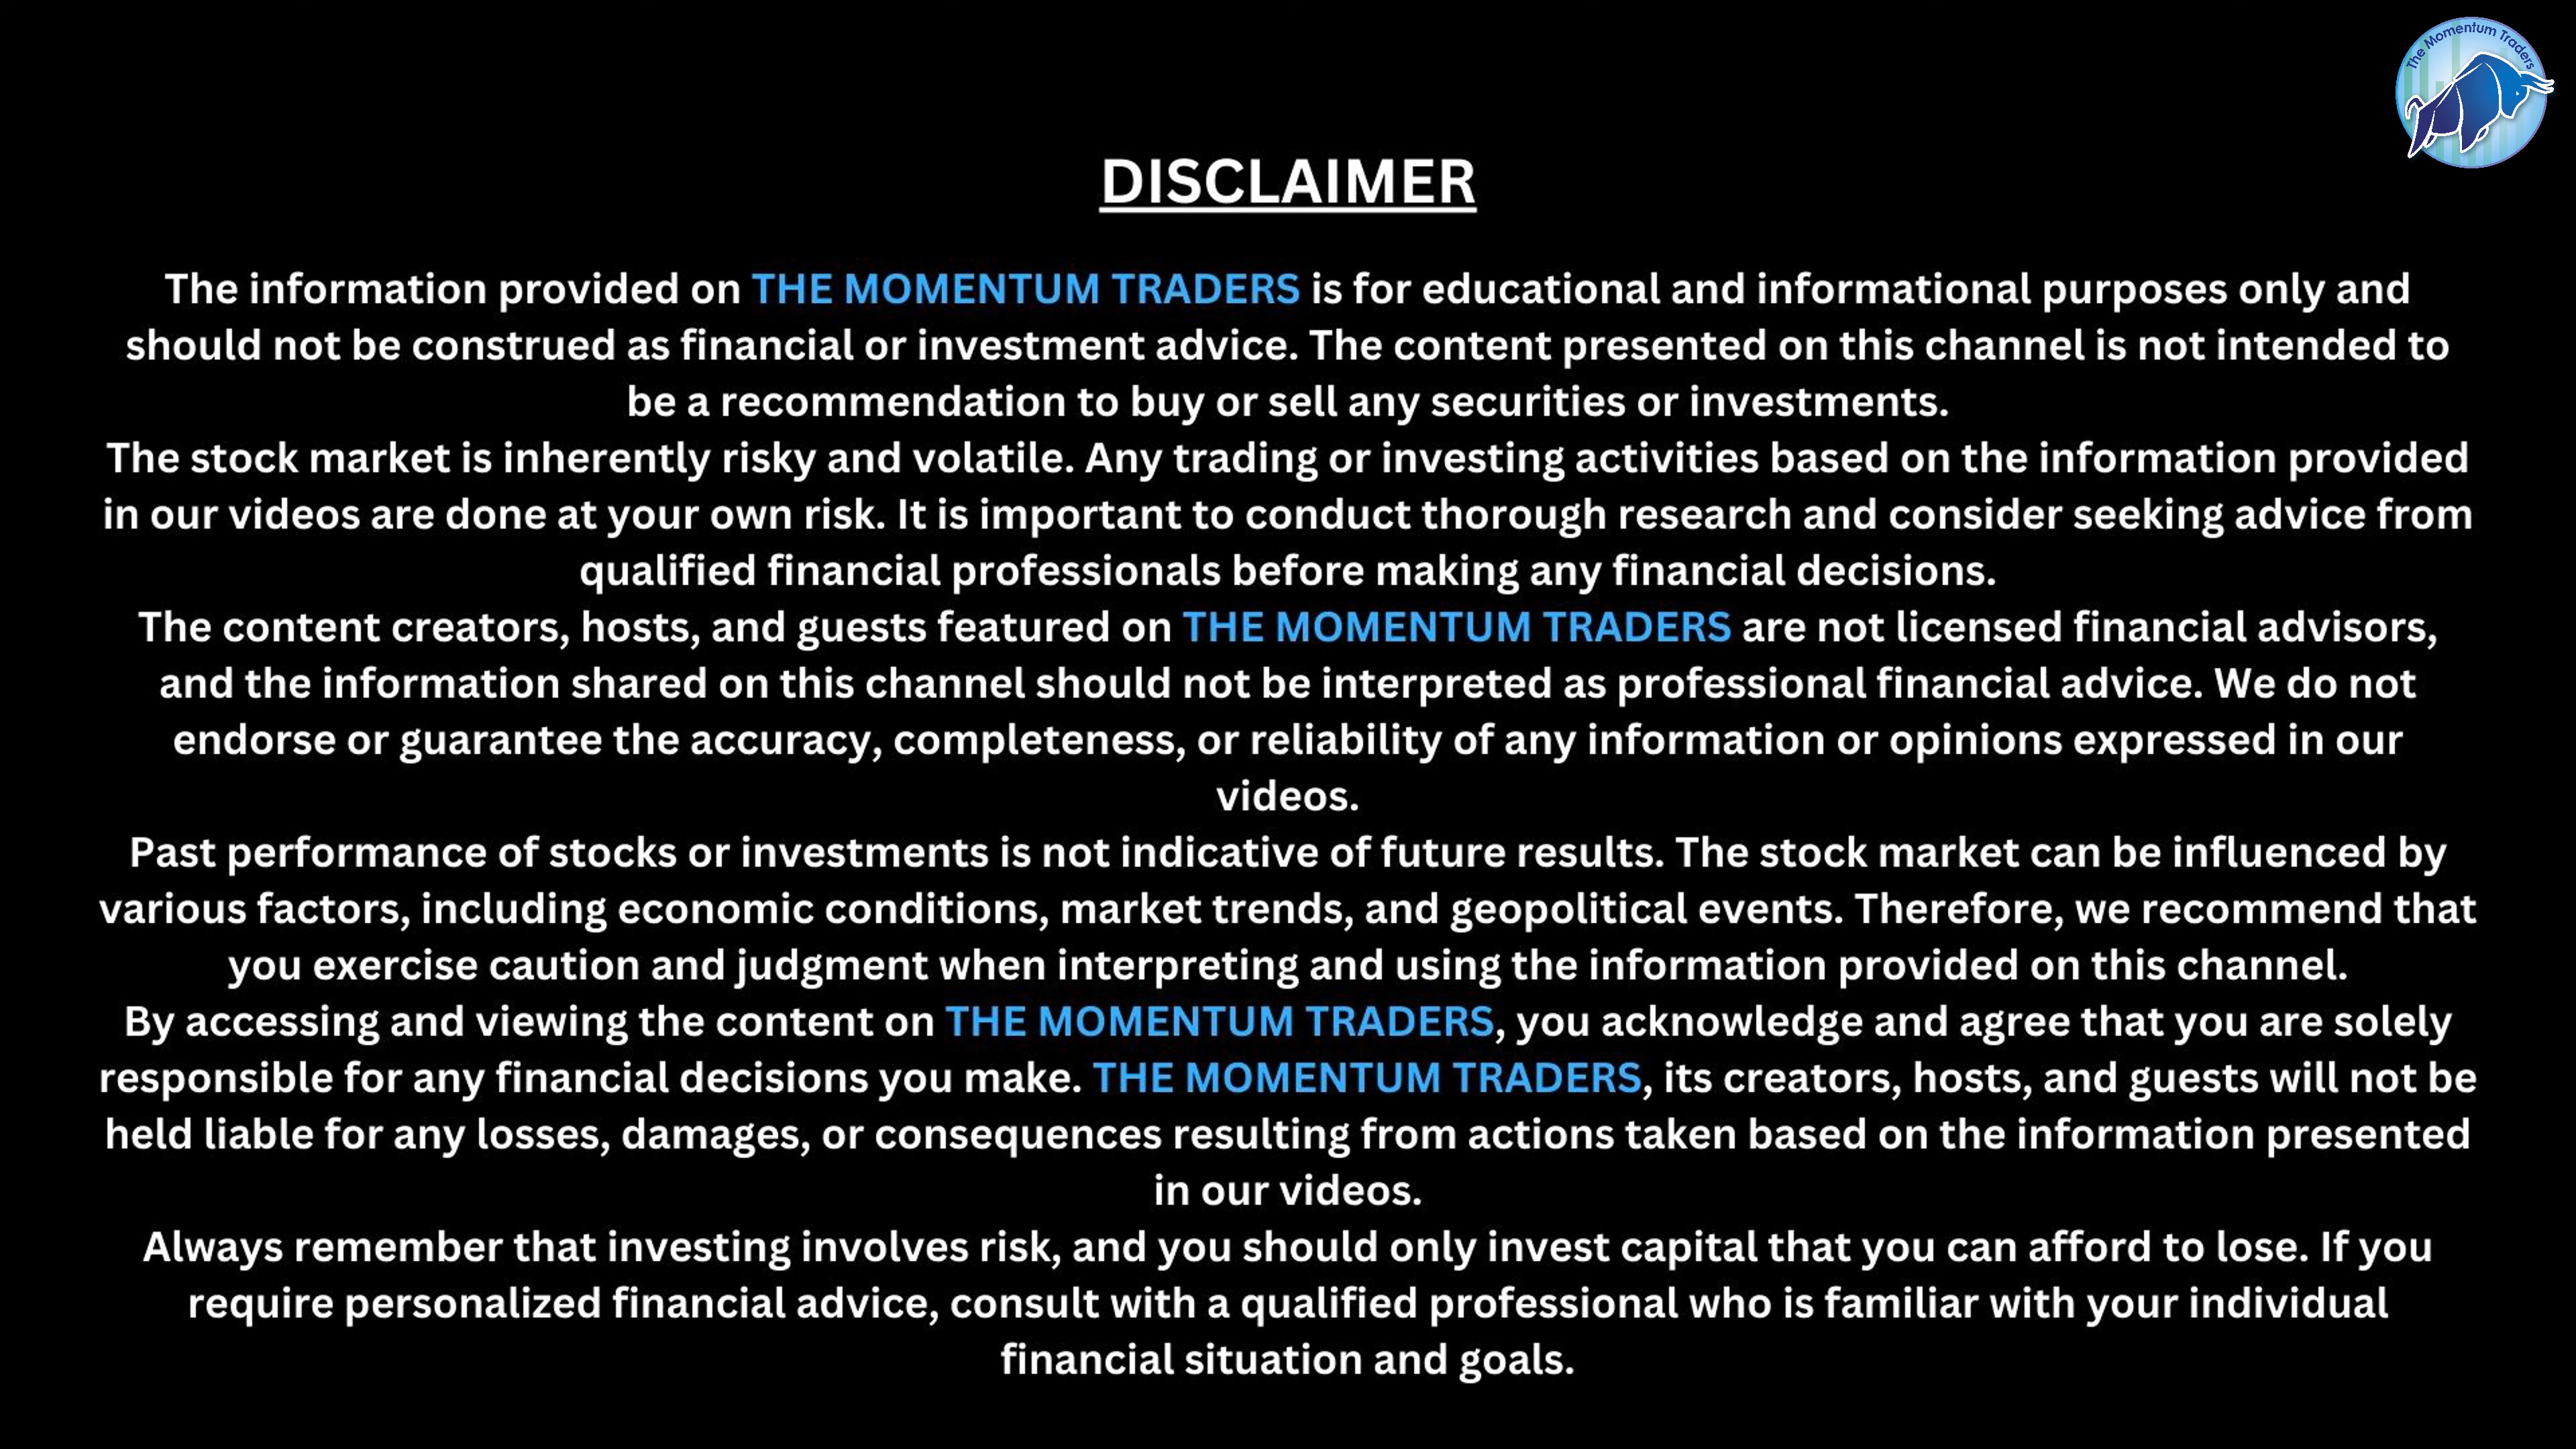 The Momentum Traders
DISCLAIMER
The information provided on THE MOMENTUM TRADERS is for educational and informational purposes only and
should not be construed as financial or investment advice. The content presented on this channel is not intended to
be a recommendation to buy or sell any securities or investments.
The stock market is inherently risky and volatile. Any trading or investing activities based on the information provided
in our videos are done at your own risk. It is important to conduct thorough research and consider seeking advice from
qualified financial professionals before making any financial decisions.
The content creators, hosts, and guests featured on THE MOMENTUM TRADERS are not licensed financial advisors,
and the information shared on this channel should not be interpreted as professional financial advice. We do not
endorse or guarantee the accuracy, completeness, or reliability of any information or opinions expressed in our
videos.
Past performance of stocks or investments is not indicative of future results. The stock market can be influenced by
various factors, including economic conditions, market trends, and geopolitical events. Therefore, we recommend that
you exercise caution and judgment when interpreting and using the information provided on this channel.
By accessing and viewing the content on THE MOMENTUM TRADERS, you acknowledge and agree that you are solely
responsible for any financial decisions you make. THE MOMENTUM TRADERS, its creators, hosts, and guests will not be
held liable for any losses, damages, or consequences resulting from actions taken based on the information presented
in our videos.
Always remember that investing involves risk, and you should only invest capital that you can afford to lose. If you
require personalized financial advice, consult with a qualified professional who is familiar with your individual
financial situation and goals.